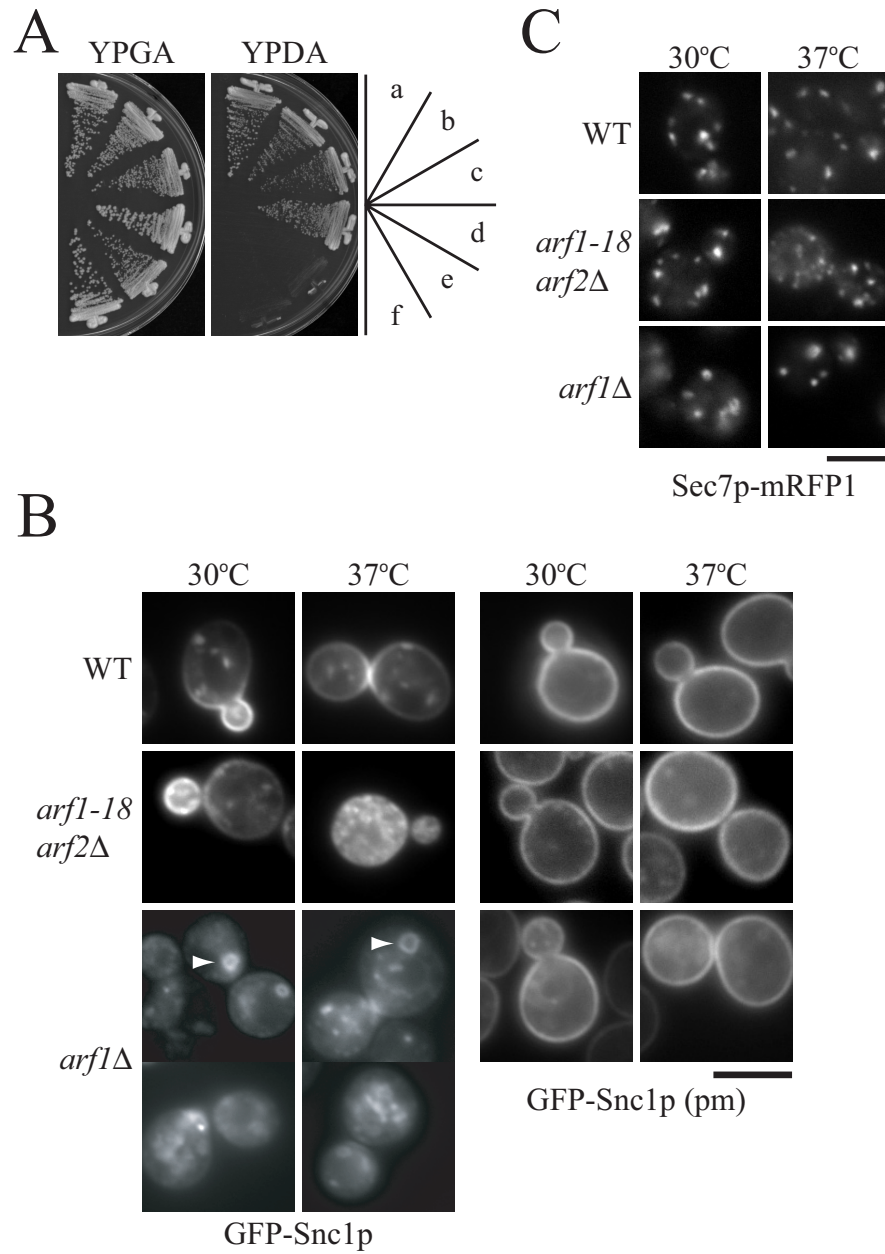 A
YPGA YPDA
a
b
c
d
e
f
C
30°C 37°C
WT
arf1-18
arf2Δ
arf1Δ
Sec7p-mRFP1
B
30°C 37°C 30°C 37°C
WT
arf1-18
arf2Δ
arf1Δ
GFP-Snc1p (pm)
GFP-Snc1p